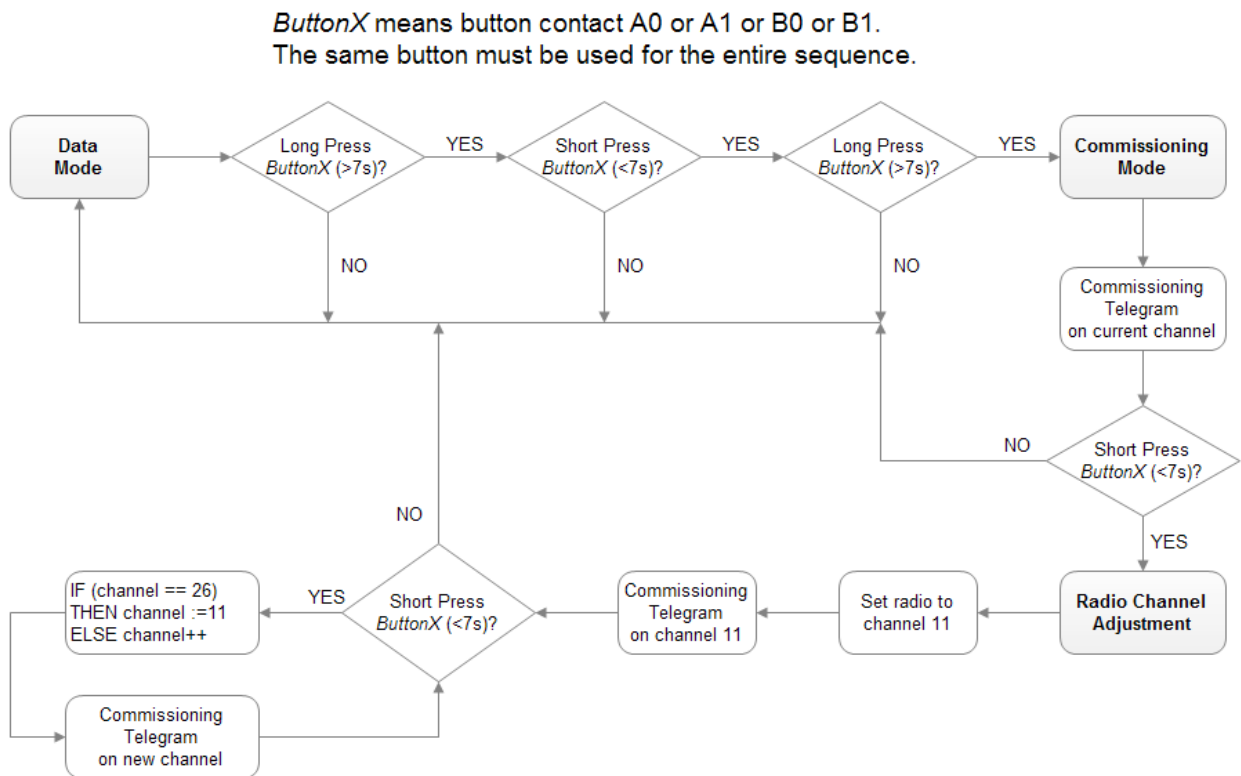 ButtonX means button contact A0 or A1 or B0 or B1.
The same button must be used for the entire sequence.
Data
Mode
Long Press
ButtonX (>7s)?
YES
Short Press
ButtonX (<7s)?
YES
Long Press
ButtonX (>7s)?
YES
Commissioning
Mode
NO
NO
NO
Commissioning
Telegram
on current channel
NO
Short Press
ButtonX (<7s)?
YES
NO
IF (channel == 26)
THEN channel :=11
ELSE channel++
YES
Short Press
ButtonX (<7s)?
Commissioning
Telegram
on channel 11
Set radio to
channel 11
Radio Channel
Adjustment
Commissioning
Telegram
on new channel